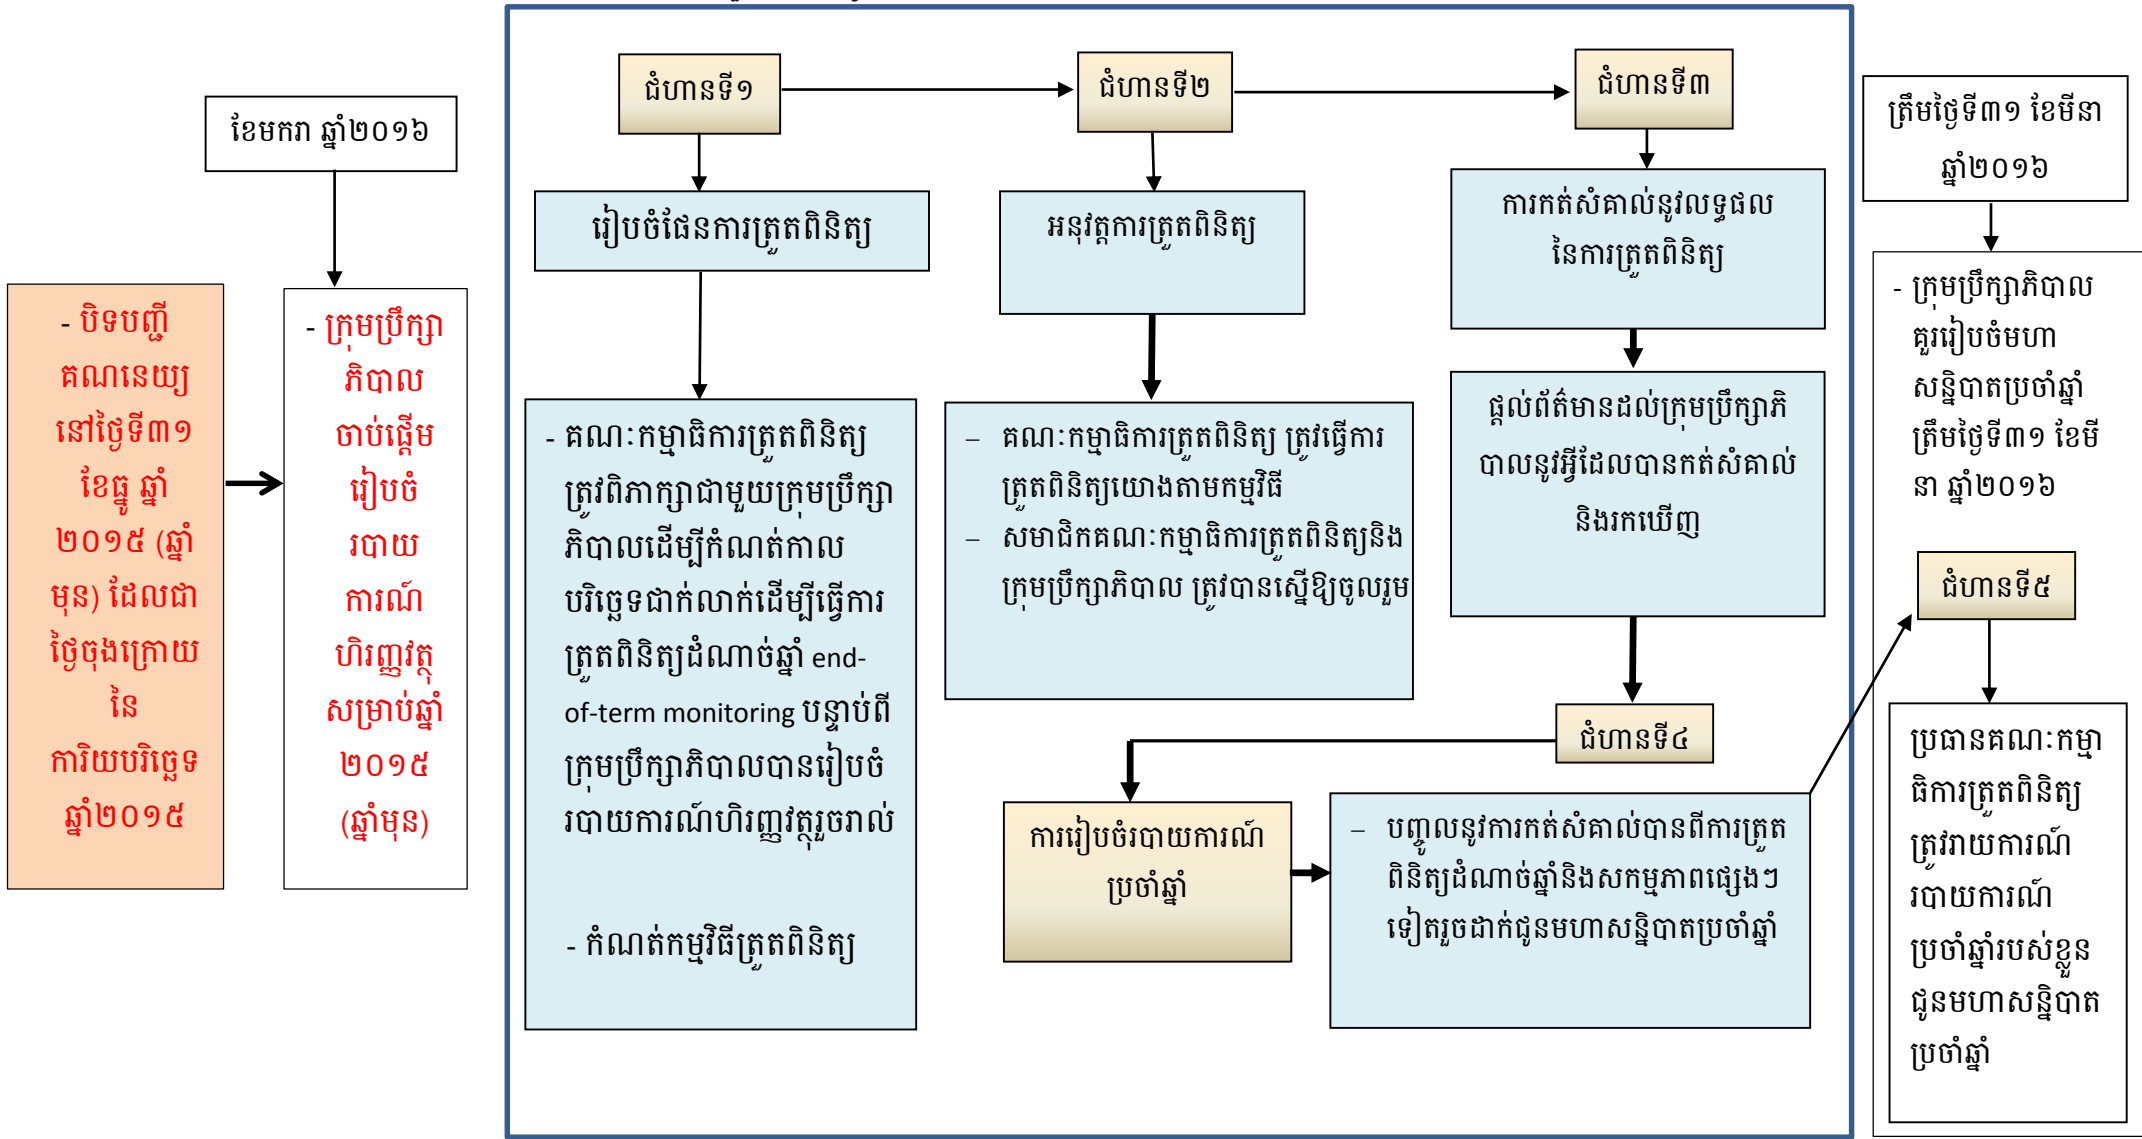 ខែមករា ឆ្នាំ២០១៦
- បិទបញ្ជី
គណនេយ្យ
នៅថ្ងៃទី៣១
ខែធ្នូ ឆ្នាំ
២០១៥ (ឆ្នាំ
មុន) ដែលជា
ថ្ងៃចុងក្រោយ
នៃ
ការិយបរិច្ឆេទ
ឆ្នាំ២០១៥
- ក្រុមប្រឹក្សា
ភិបាល
ចាប់ផ្តើម
រៀបចំ
របាយ
ការណ៍
ហិរញ្ញវត្ថុ
សម្រាប់ឆ្នាំ
២០១៥
(ឆ្នាំមុន)
ជំហានទី១
រៀបចំផែនការត្រួតពិនិត្យ
- គណៈកម្មាធិការត្រួតពិនិត្យ
ត្រូវពិភាក្សាជាមួយក្រុមប្រឹក្សា
ភិបាលដើម្បីកំណត់កាល
បរិច្ឆេទជាក់លាក់ដើម្បីធ្វើការ
ត្រួតពិនិត្យដំណាច់ឆ្នាំ end-
of-term monitoring បន្ទាប់ពី
ក្រុមប្រឹក្សាភិបាលបានរៀបចំ
របាយការណ៍ហិរញ្ញវត្ថុរួចរាល់
- កំណត់កម្មវិធីត្រួតពិនិត្យ
ជំហានទី២
អនុវត្តការត្រួតពិនិត្យ
– គណៈកម្មាធិការត្រួតពិនិត្យ ត្រូវធ្វើការ
ត្រួតពិនិត្យយោងតាមកម្មវិធី
– សមាជិកគណៈកម្មាធិការត្រួតពិនិត្យនិង
ក្រុមប្រឹក្សាភិបាល ត្រូវបានស្នើឱ្យចូលរួម
ជំហានទី៣
ការកត់សំគាល់នូវលទ្ធផល
នៃការត្រួតពិនិត្យ
ផ្តល់ព័ត៌មានដល់ក្រុមប្រឹក្សាភិ
បាលនូវអ្វីដែលបានកត់សំគាល់
និងរកឃើញ
ជំហានទី៤
ការរៀបចំរបាយការណ៍
ប្រចាំឆ្នាំ
– បញ្ចូលនូវការកត់សំគាល់បានពីការត្រួត
ពិនិត្យដំណាច់ឆ្នាំនិងសកម្មភាពផ្សេងៗ
ទៀតរួចដាក់ជូនមហាសន្និបាតប្រចាំឆ្នាំ
ត្រឹមថ្ងៃទី៣១ ខែមីនា
ឆ្នាំ២០១៦
- ក្រុមប្រឹក្សាភិបាល
គួររៀបចំមហា
សន្និបាតប្រចាំឆ្នាំ
ត្រឹមថ្ងៃទី៣១ ខែមី
នា ឆ្នាំ២០១៦
ជំហានទី៥
ប្រធានគណៈកម្មា
ធិការត្រួតពិនិត្យ
ត្រូវរាយការណ៍
របាយការណ៍
ប្រចាំឆ្នាំរបស់ខ្លួន
ជូនមហាសន្និបាត
ប្រចាំឆ្នាំ